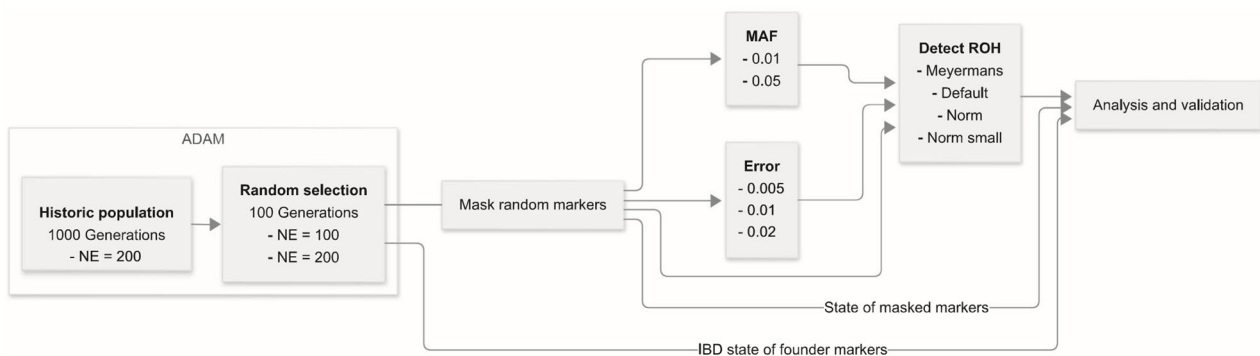 ADAM
Historic population
1000 Generations
- NE = 200
Random selection
100 Generations
- NE = 100
- NE = 200
Mask random markers
MAF
- 0.01
- 0.05
Error
- 0.005
- 0.01
- 0.02
Detect ROH
- Meyermans
- Default
- Norm
- Norm small
Analysis and validation
State of masked markers
IBD state of founder markers